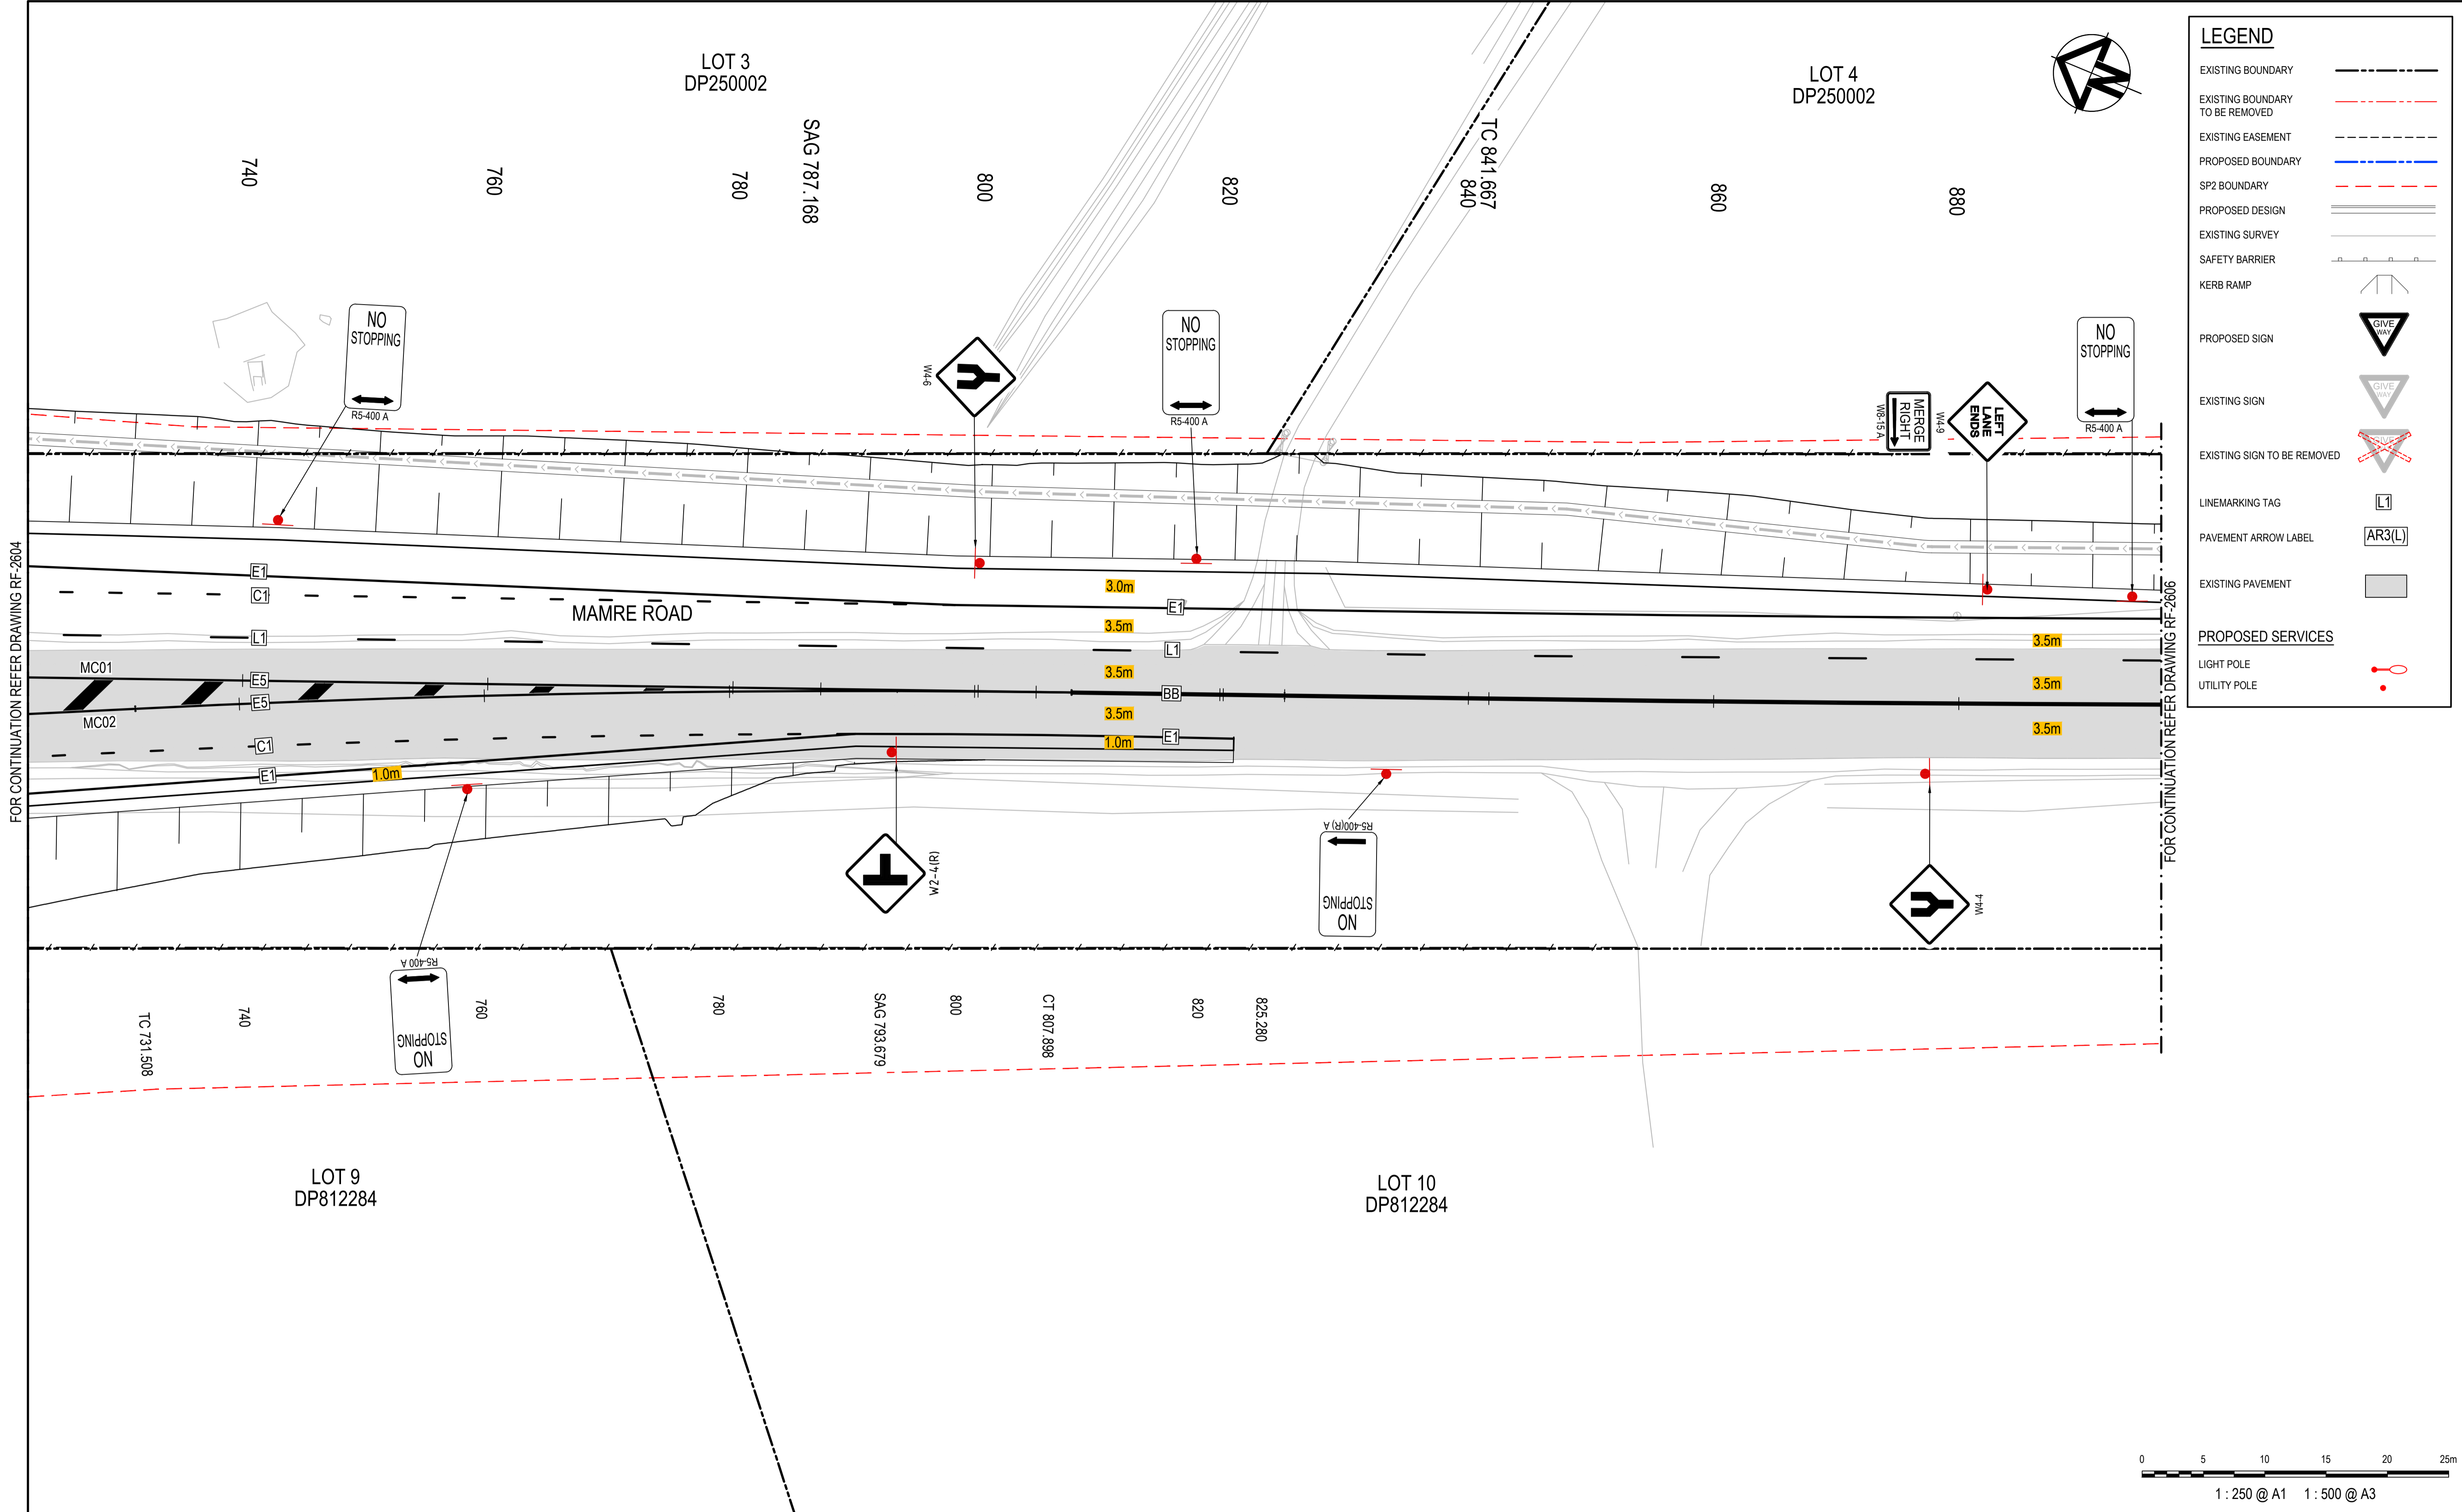 LOT 3
DP250002
LOT 4
DP250002
N
740
760
780
SAG 787.168
800
820
TC 841.667
840
860
880
NO
STOPPING
R5-400 A
W4-6
NO
STOPPING
R5-400 A
MERGE
RIGHT
W8-15 A
W4-9
LEFT
LANE
ENDS
NO
STOPPING
R5-400 A
FOR CIONTINUATION REFER DRAWING RF-2604
FOR CONTINUATION REFER DRAWING RF-2606
E1
C1
MAMRE ROAD
3.0m
E1
L1
3.5m
L1
3.5m
MC01
E5
3.5m
3.5m
E5
BB
MC02
3.5m
3.5m
C1
E1
1.0m
3.5m
E1
1.0m
R5-400 A
NO
STOPPING
W2-4(R)
R5-400(R) A
NO
STOPPING
W4-4
TC 731.508
740
760
780
SAG 793.679
800
CT 807.898
820
825.280
LOT 9
DP812284
LOT 10
DP812284
LEGEND
EXISTING BOUNDARY
EXISTING BOUNDARY
TO BE REMOVED
EXISTING EASEMENT
PROPOSED BOUNDARY
SP2 BOUNDARY
PROPOSED DESIGN
EXISTING SURVEY
SAFETY BARRIER
KERB RAMP
PROPOSED SIGN
GIVE
WAY
EXISTING SIGN
GIVE
WAY
EXISTING SIGN TO BE REMOVED
GIVE
LINEMARKING TAG
L1
PAVEMENT ARROW LABEL
AR3(L)
EXISTING PAVEMENT
PROPOSED SERVICES
LIGHT POLE
UTILITY POLE
0 5 10 15 20 25m
1 : 250 @ A1 1 : 500 @ A3